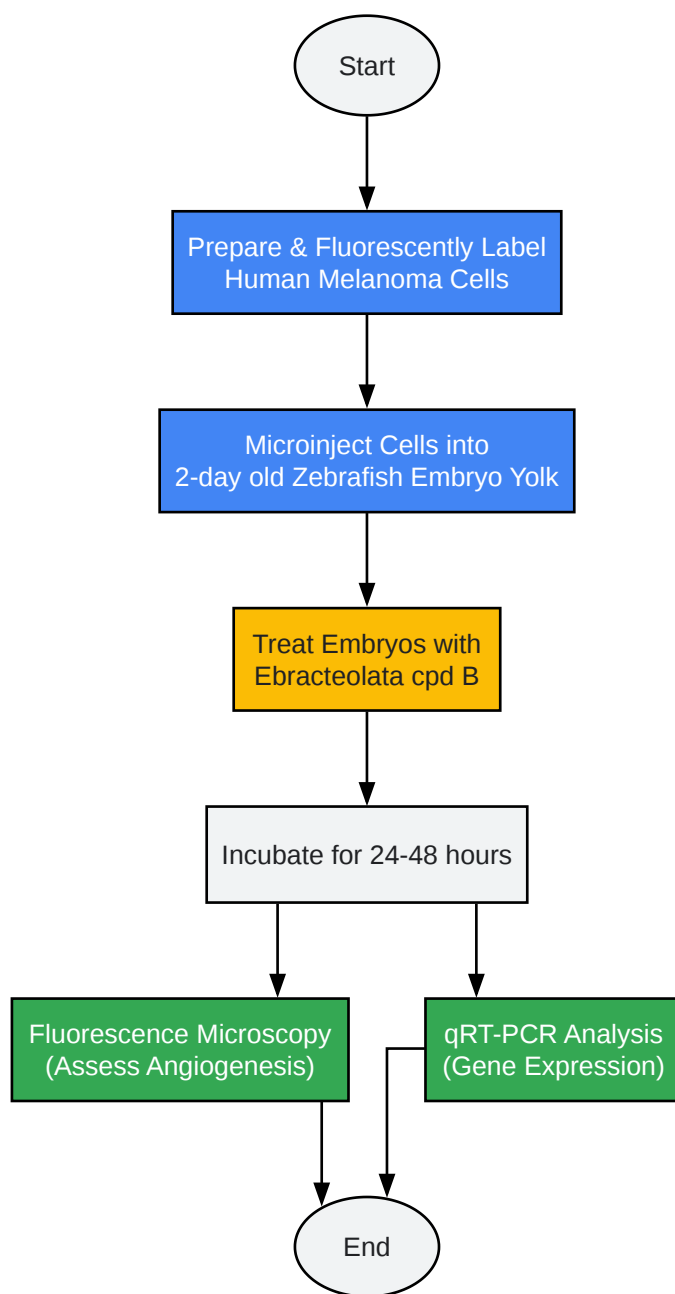 Start
Prepare & Fluorescently Label
Human Melanoma Cells
Microinject Cells into
2-day old Zebrafish Embryo Yolk
Treat Embryos with
Ebracteolata cpd B
Incubate for 24-48 hours
Fluorescence Microscopy
(Assess Angiogenesis)
qRT-PCR Analysis
(Gene Expression)
End